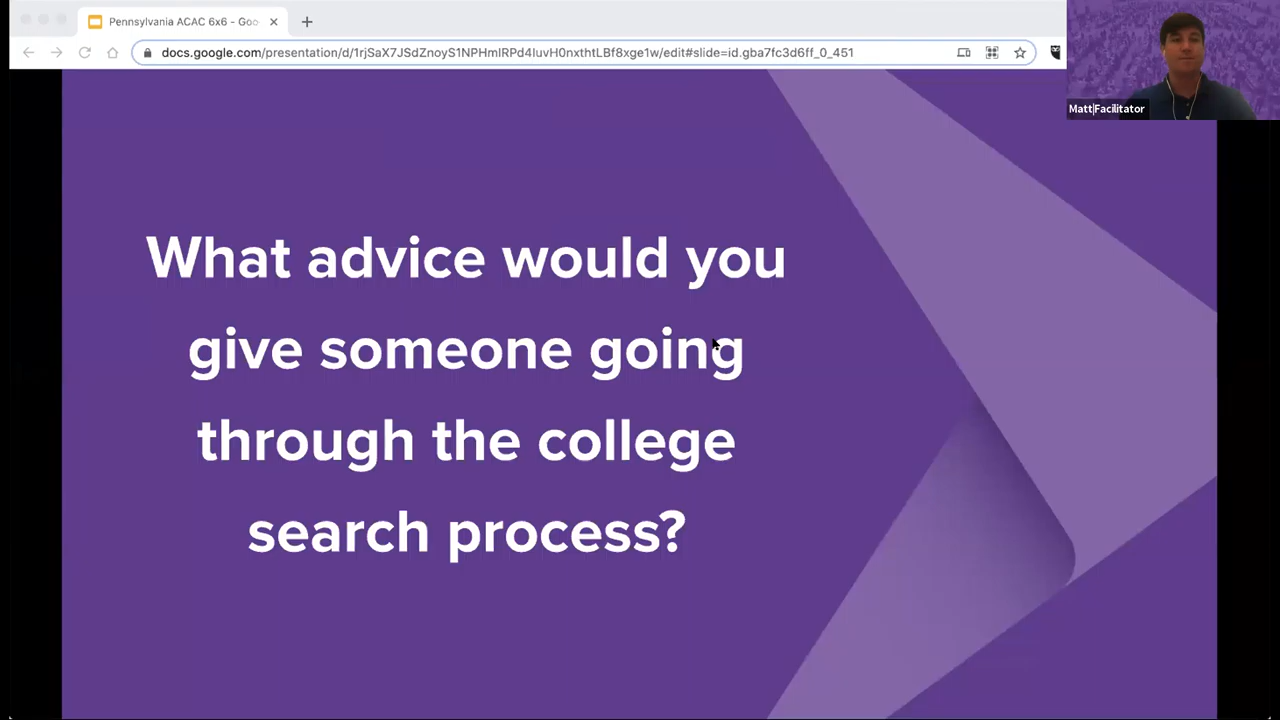 Pennsylvania ACAC 6x6 - Goo
docs.google.com/presentation/d/1rjSaX7JSdZnoyS1NPHmlRPd4IuvH0nxthtLBf8xge1w/edit#slide=id.gba7fc3d6ff_0_451
Matt|Facilitator
What advice would you
give someone going
through the college
search process?